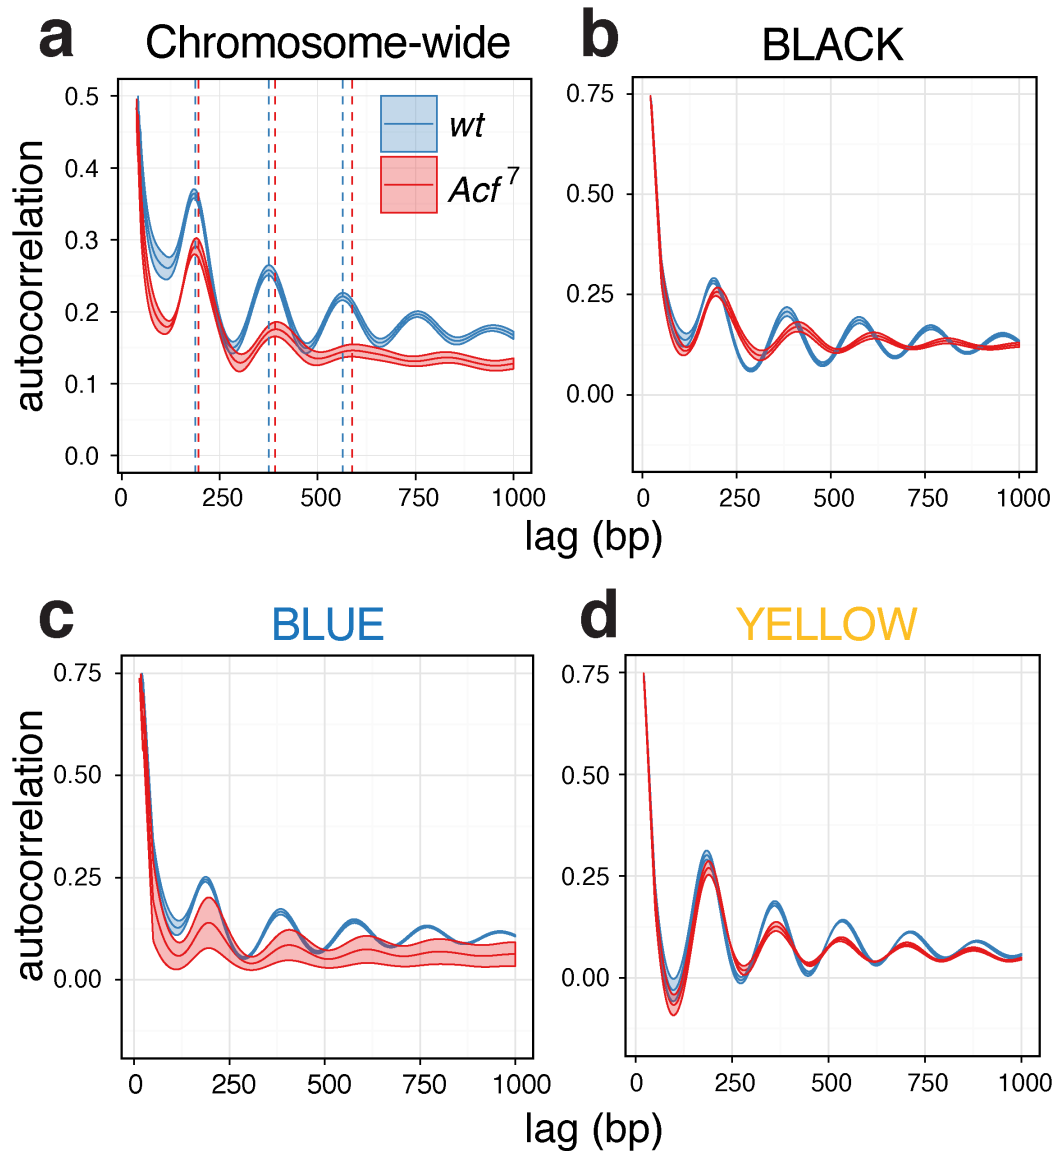 a
Chromosome-wide
autocorrelation
0.5
0.4
0.3
0.2
0.1
0.0
0 250 500 750 1000
wt
Acf 7
b
BLACK
0.75
0.50
0.25
0.00
0 250 500 750 1000
lag (bp)
c
BLUE
autocorrelation
0.75
0.50
0.25
0.00
0 250 500 750 1000
d
YELLOW
0.75
0.50
0.25
0.00
0 250 500 750 1000
lag (bp)